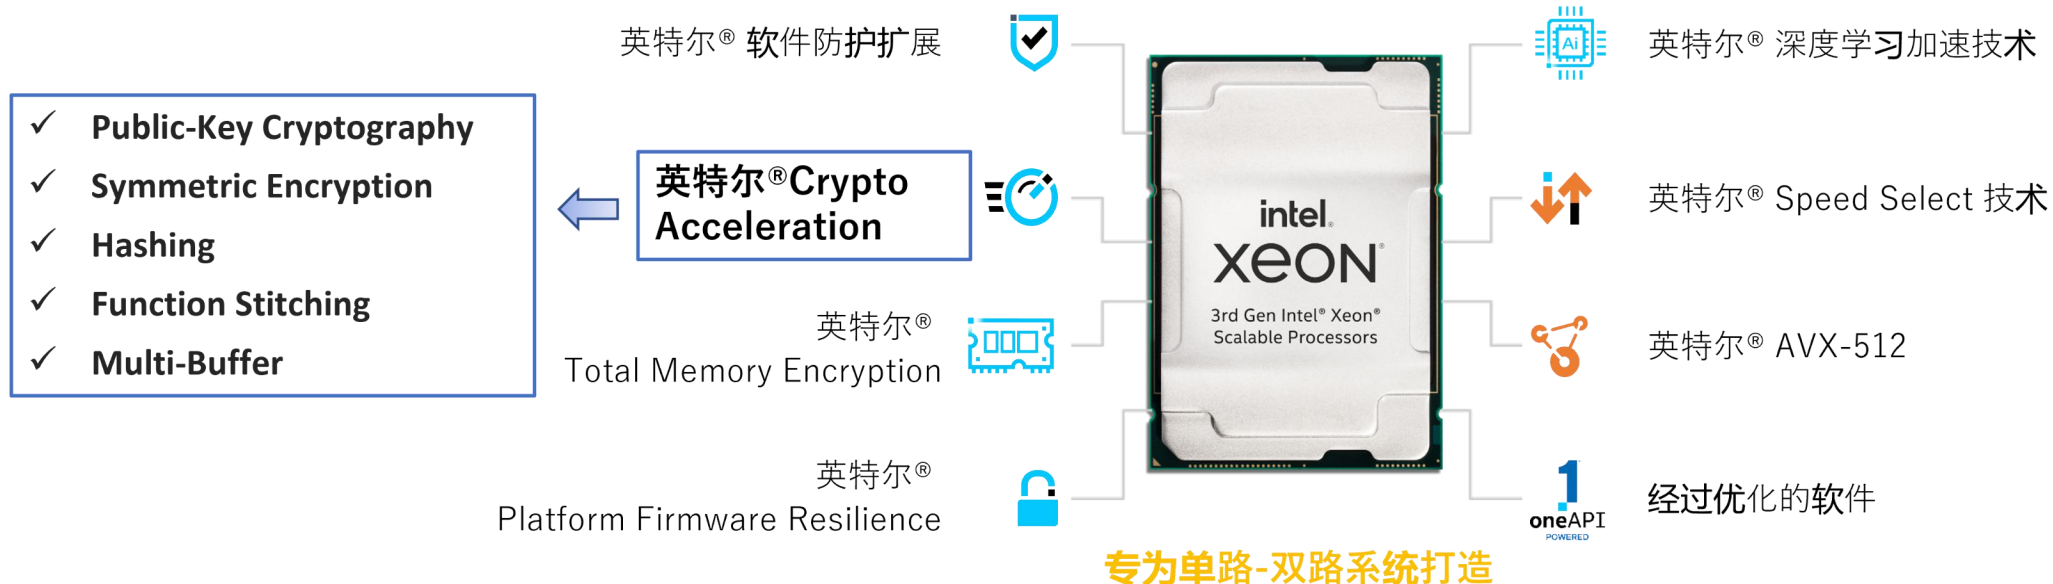 英特尔® 软件防护扩展
Public-Key Cryptography
Symmetric Encryption
Hashing
Function Stitching
Multi-Buffer
英特尔®Crypto
Acceleration
英特尔®
Total Memory Encryption
英特尔®
Platform Firmware Resilience
intel.
XEON®
3rd Gen Intel® Xeon®
Scalable Processors
Ai
英特尔® 深度学习加速技术
英特尔® Speed Select 技术
英特尔® AVX-512
1
oneAPI
POWERED
经过优化的软件
专为单路-双路系统打造